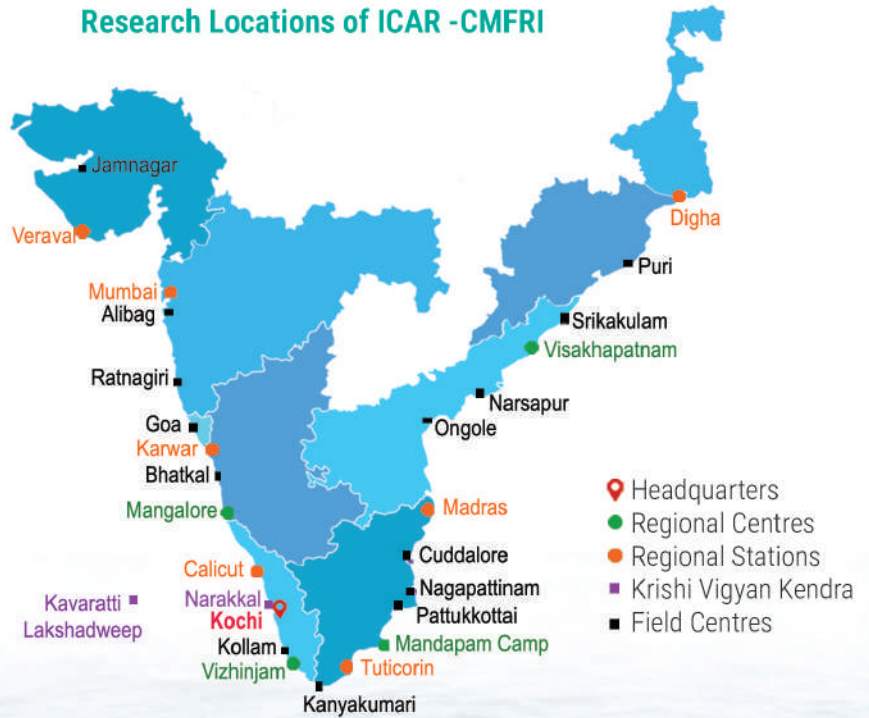 Research Locations of ICAR -CMFRI
Jamnagar
Veraval
Digha
Puri
Mumbai
Alibag
Srikakulam
Visakhapatnam
Ratnagiri
Narsapur
Goa
Ongole
Karwar
Bhatkal
Mangalore
Madras
Headquarters
Regional Centres
Cuddalore
Regional Stations
Calicut
Nagapattinam
Krishi Vigyan Kendra
Kavaratti
Lakshadweep
Narakkal
Kochi
Pattukkottai
Field Centres
Kollam
Mandapam Camp
Vizhinjam
Tuticorin
Kanyakumari